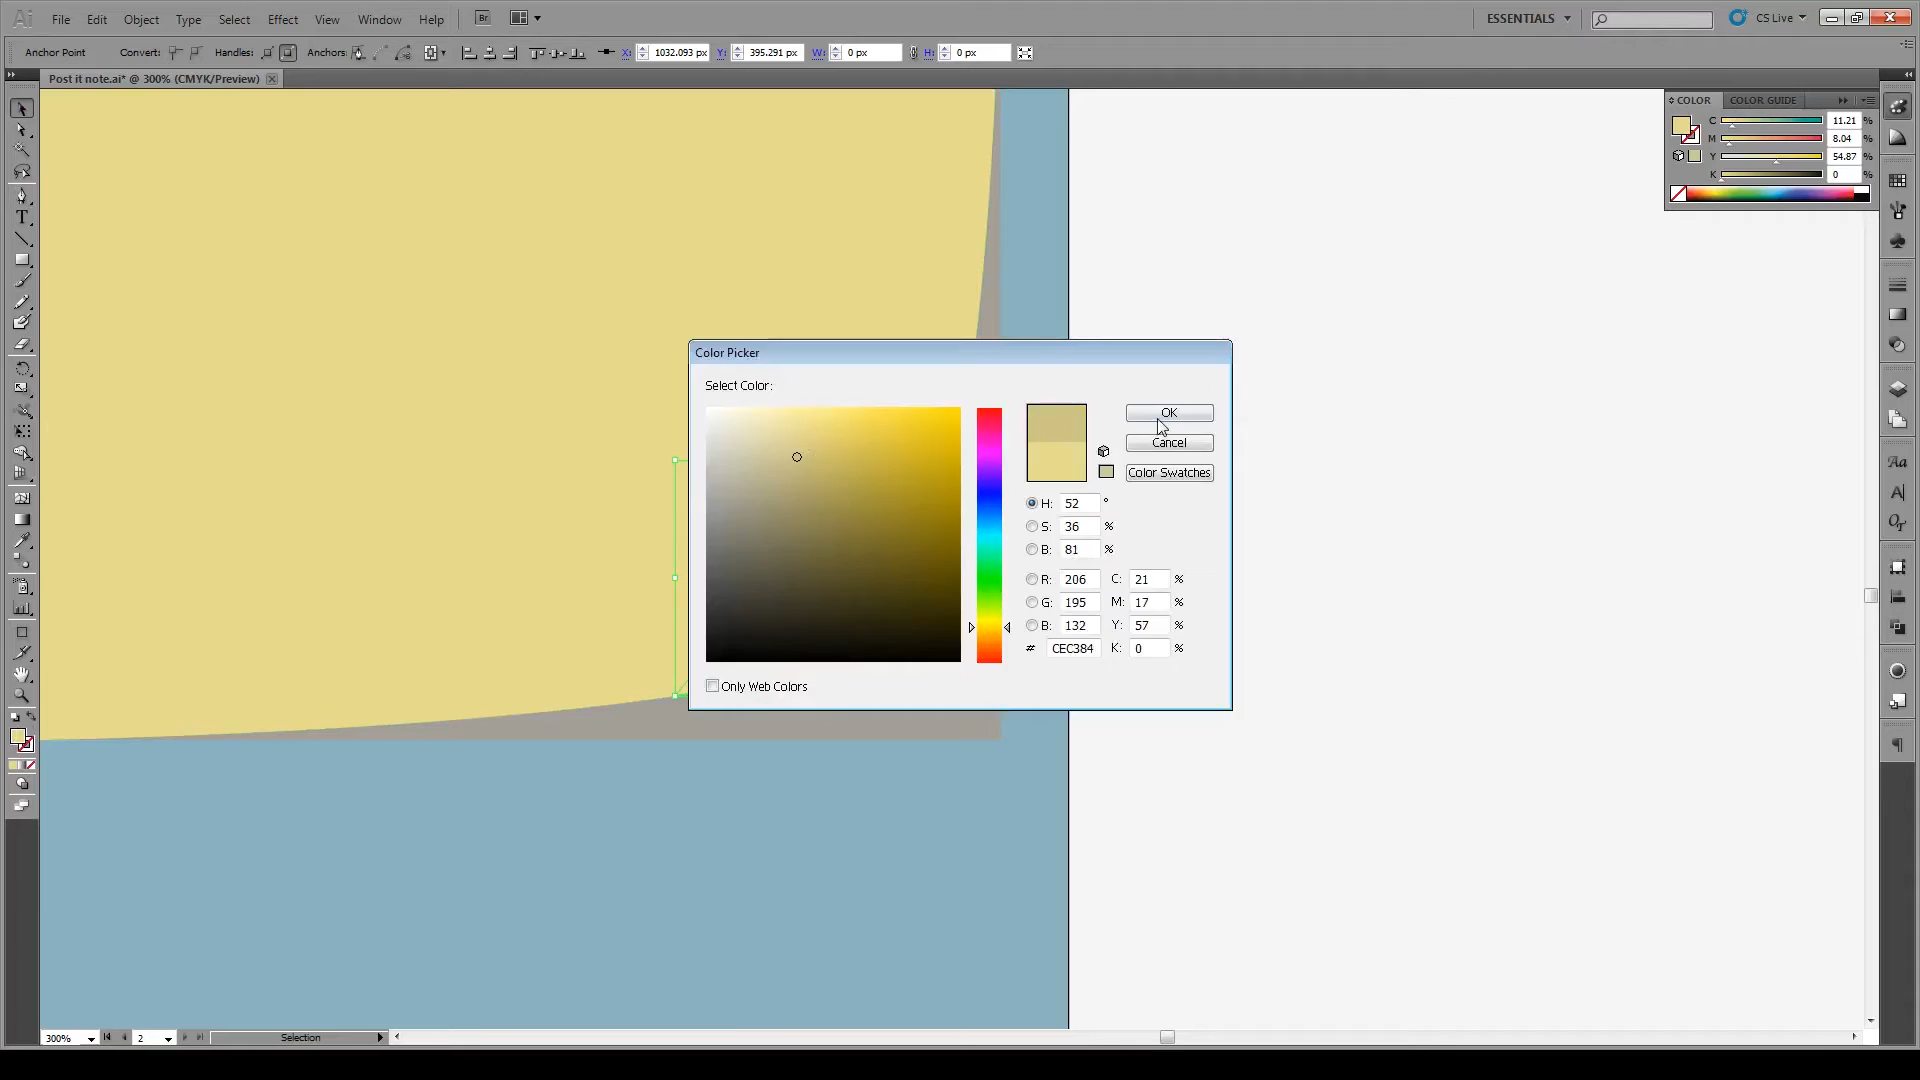 Ai File Edit Object Type Select Effect View Window Help Br ESSENTIALS CS Live
Anchor Point Convert: Handles: Anchors: X: 1032.093 px Y: 395.291 px W: 0 px H: 0 px
Post it note.ai* @ 300% (CMYK/Preview)
COLOR COLOR GUIDE
C 11.21 %
M 8.04 %
Y 54.87 %
K 0 %
Color Picker
Select Color:
OK
Cancel
Color Swatches
H: 52 °
S: 36 %
B: 81 %
R: 206 C: 21 %
G: 195 M: 17 %
B: 132 Y: 57 %
# CEC384 K: 0 %
Only Web Colors
300% 2 Selection